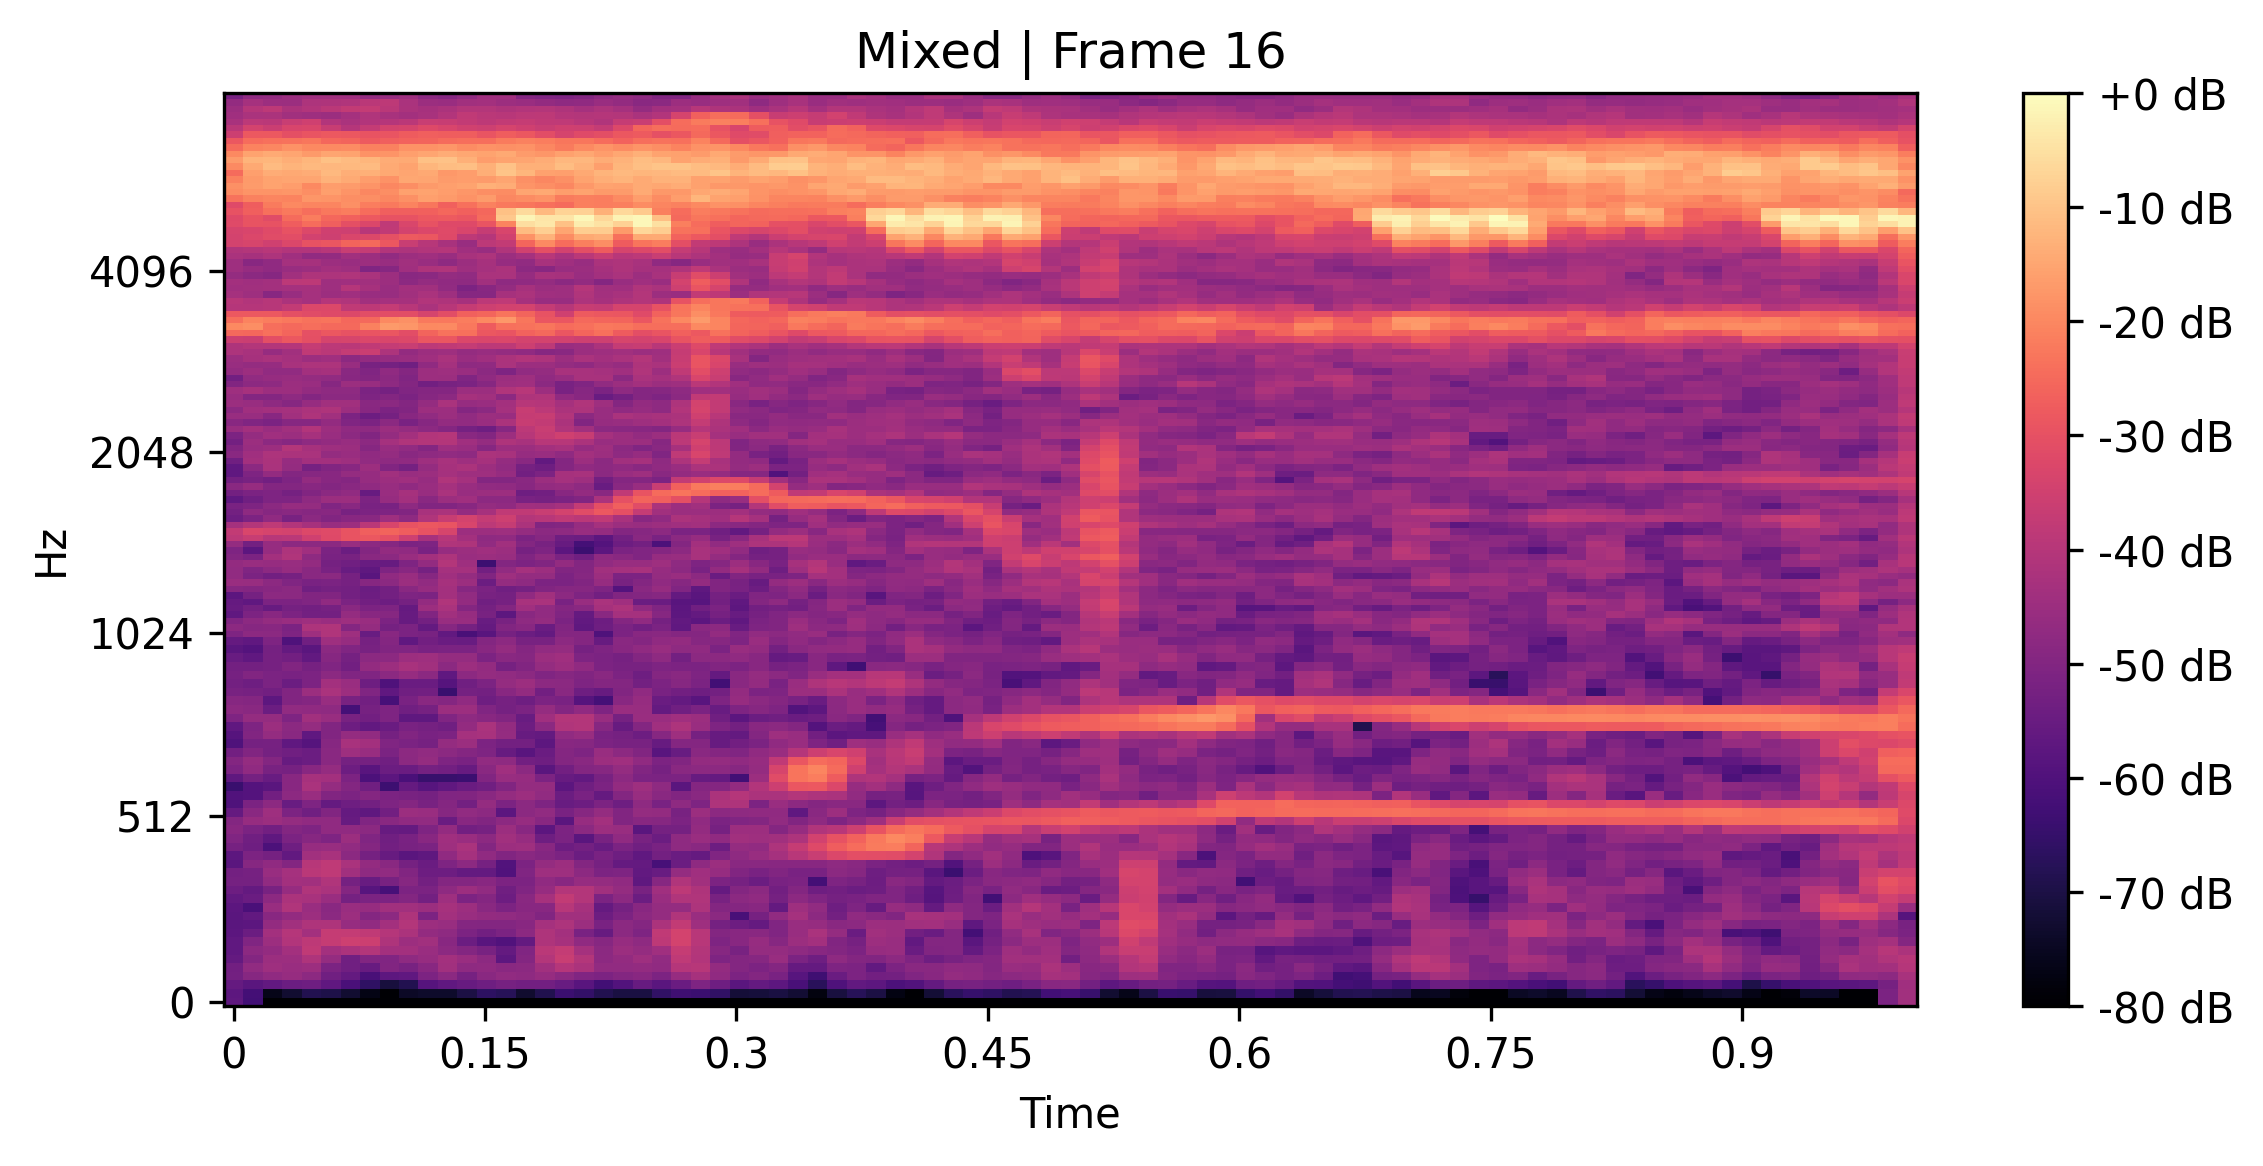 Mixed | Frame 16
Hz
4096
2048
1024
512
0
0 0.15 0.3 0.45 0.6 0.75 0.9
Time
+0 dB
-10 dB
-20 dB
-30 dB
-40 dB
-50 dB
-60 dB
-70 dB
-80 dB